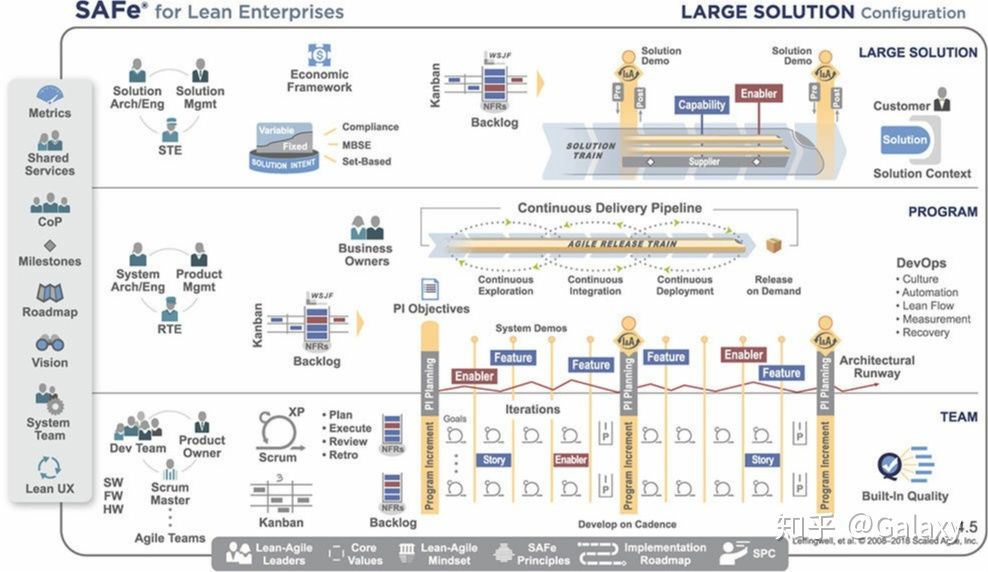 SAFe® for Lean Enterprises
LARGE SOLUTION Configuration
Metrics
Shared
Services
CoP
Milestones
Roadmap
Vision
System
Team
Lean UX
LARGE SOLUTION
Solution
Arch/Eng
Solution
Mgmt
STE
Economic
Framework
Variable
Fixed
SOLUTION INTENT
Compliance
MBSE
Set-Based
Kanban
WSJF
NFRs
Backlog
Solution
Demo
Solution
Demo
I&A
I&A
Pre
Post
Pre
Post
Capability
Enabler
SOLUTION
TRAIN
Supplier
Customer
Solution
Solution Context
PROGRAM
System
Arch/Eng
Product
Mgmt
RTE
Business
Owners
Kanban
WSJF
NFRs
Backlog
Continuous Delivery Pipeline
AGILE RELEASE TRAIN
Continuous
Exploration
Continuous
Integration
Continuous
Deployment
Release
on Demand
DevOps
• Culture
• Automation
• Lean Flow
• Measurement
• Recovery
PI Objectives
System Demos
I&A
I&A
Enabler
Feature
Feature
Feature
Enabler
Feature
Architectural
Runway
PI Planning
PI Planning
PI Planning
TEAM
Dev Team
Product
Owner
Scrum
Master
SW
FW
HW
Agile Teams
XP
Scrum
• Plan
• Execute
• Review
• Retro
Kanban
3
NFRs
NFRs
Backlog
Goals
Iterations
Program Increment
Program Increment
Program Increment
Story
Enabler
Story
I P
I P
I P
I P
Develop on Cadence
Built-In Quality
4.5
知乎 @Galaxy
Leffingwell, et al. © 2008–2018 Scaled Agile, Inc.
Lean-Agile
Leaders
Core
Values
Lean-Agile
Mindset
SAFe
Principles
Implementation
Roadmap
SPC